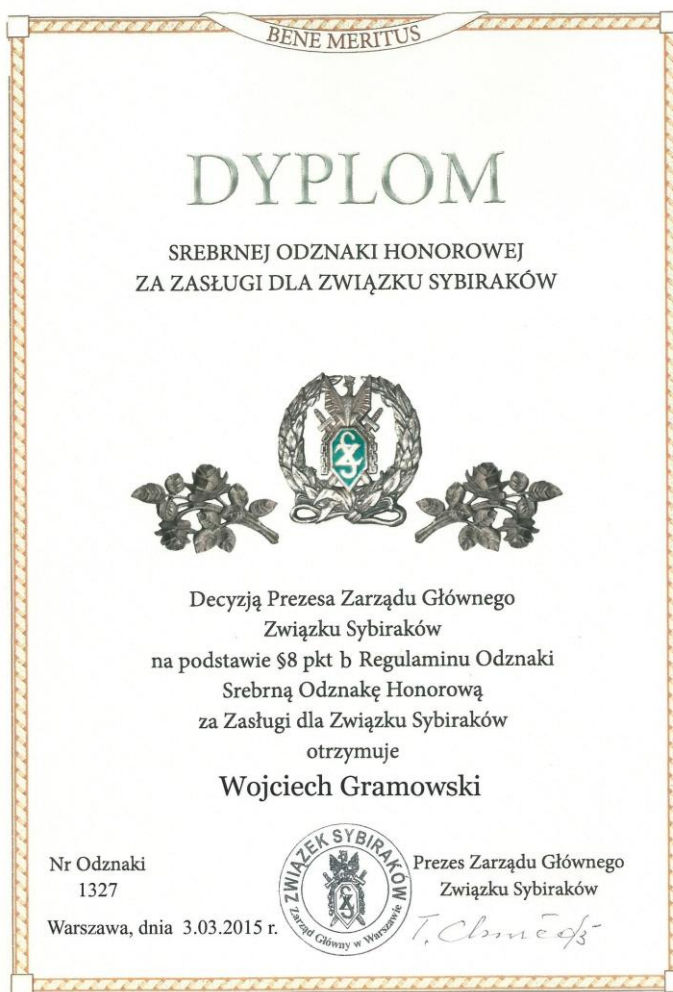 BENE MERITUS
DYPLOM
SREBRNEJ ODZNAKI HONOROWEJ
ZA ZASŁUGI DLA ZWIĄZKU SYBIRAKÓW
Decyzją Prezesa Zarządu Głównego
Związku Sybiraków
na podstawie §8 pkt b Regulaminu Odznaki
Srebrną Odznakę Honorową
za Zasługi dla Związku Sybiraków
otrzymuje
Wojciech Gramowski
Nr Odznaki
1327
Warszawa, dnia 3.03.2015 r.
ZWIĄZEK SYBIRAKÓW
Zarząd Główny w Warszawie
Prezes Zarządu Głównego
Związku Sybiraków
T.